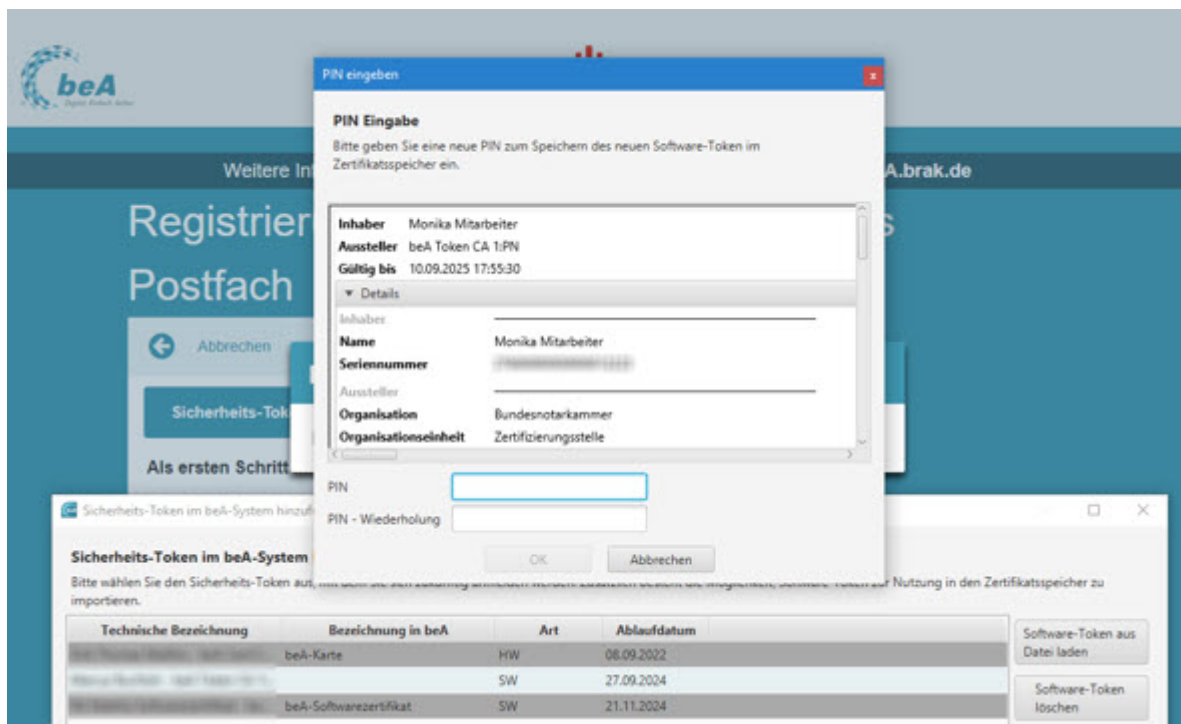 beA
PIN eingeben
x
PIN Eingabe
Bitte geben Sie eine neue PIN zum Speichern des neuen Software-Token im
Zertifikatsspeicher ein.
Weitere In
A.brak.de
Registrier
s
Postfach
Inhaber Monika Mitarbeiter
Aussteller beA Token CA 1:PN
Gültig bis 10.09.2025 17:55:30
Details
Inhaber
Name Monika Mitarbeiter
Seriennummer
Aussteller
Organisation Bundesnotarkammer
Organisationseinheit Zertifizierungsstelle
Abbrechen
Sicherheits-Tok
Als ersten Schritt
PIN
PIN - Wiederholung
OK Abbrechen
Sicherheits-Token im beA-System hinzuf
Sicherheits-Token im beA-System
Bitte wählen Sie den Sicherheits-Token aus, Nutzung in den Zertifikatsspeicher zu
importieren.
Technische Bezeichnung Bezeichnung in beA Art Ablaufdatum
beA-Karte HW 08.09.2022
SW 27.09.2024
beA-Softwarezertifikat SW 21.11.2024
Software-Token aus
Datei laden
Software-Token
löschen